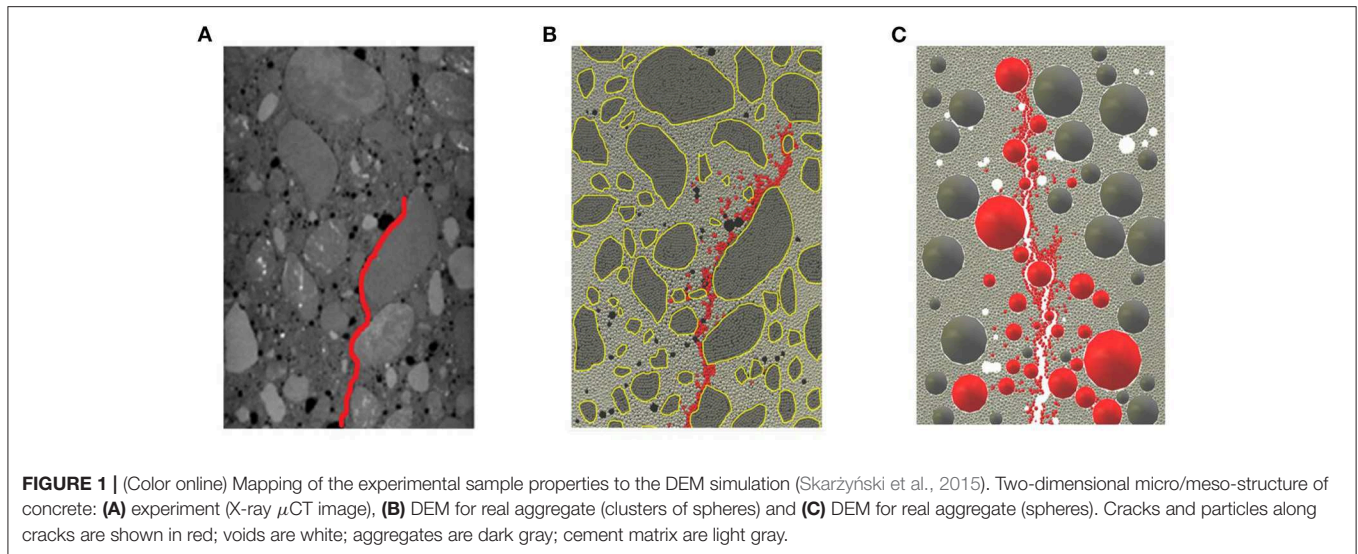 A
B
C
FIGURE 1 | (Color online) Mapping of the experimental sample properties to the DEM simulation (Skarżyński et al., 2015). Two-dimensional micro/meso-structure of
concrete: (A) experiment (X-ray μCT image), (B) DEM for real aggregate (clusters of spheres) and (C) DEM for real aggregate (spheres). Cracks and particles along
cracks are shown in red; voids are white; aggregates are dark gray; cement matrix are light gray.